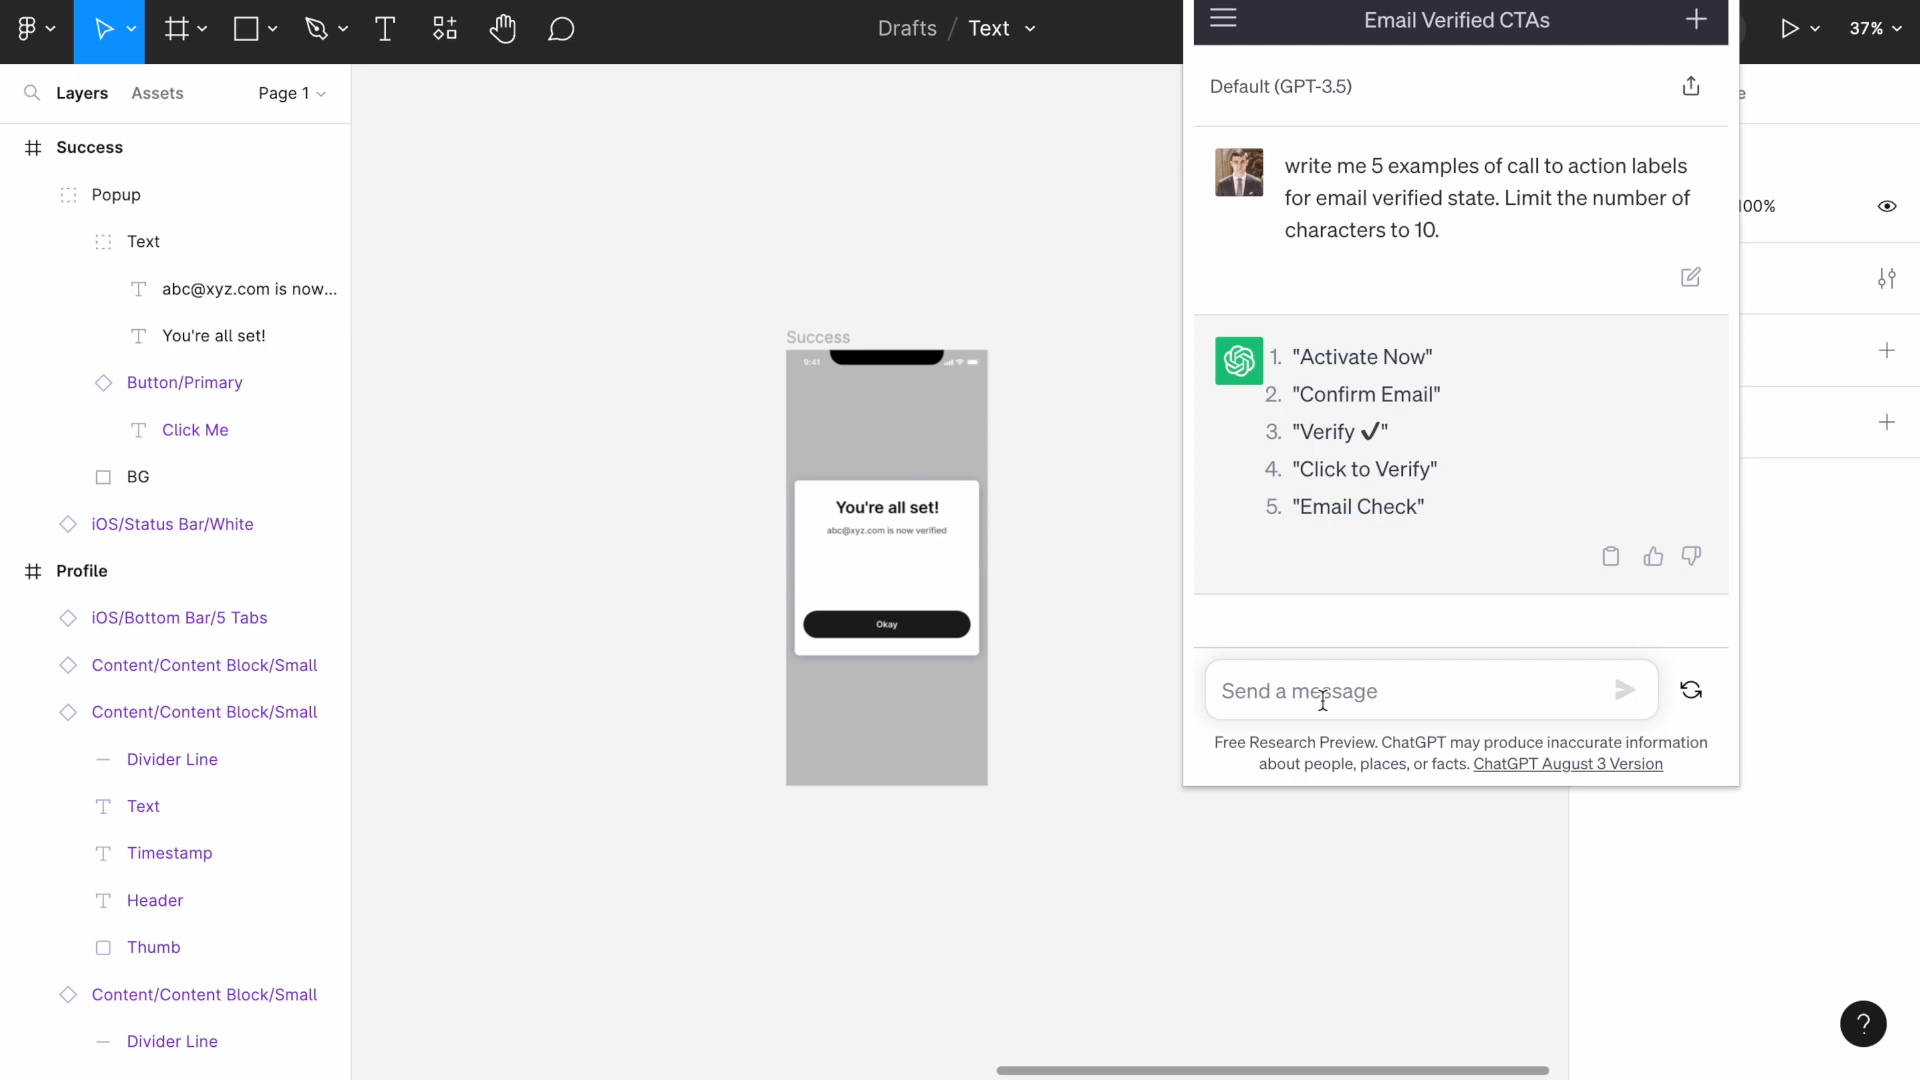 Drafts / Text
37%
Layers
Assets
Page 1
Success
Popup
Text
abc@xyz.com is now...
You're all set!
Button/Primary
Click Me
BG
iOS/Status Bar/White
Profile
iOS/Bottom Bar/5 Tabs
Content/Content Block/Small
Content/Content Block/Small
Divider Line
Text
Timestamp
Header
Thumb
Content/Content Block/Small
Divider Line
Success
9:41
You're all set!
abc@xyz.com is now verified
Okay
Email Verified CTAs
Default (GPT-3.5)
write me 5 examples of call to action labels
for email verified state. Limit the number of
characters to 10.
1. "Activate Now"
2. "Confirm Email"
3. "Verify ✔"
4. "Click to Verify"
5. "Email Check"
Send a message
Free Research Preview. ChatGPT may produce inaccurate information
about people, places, or facts. ChatGPT August 3 Version
100%
?